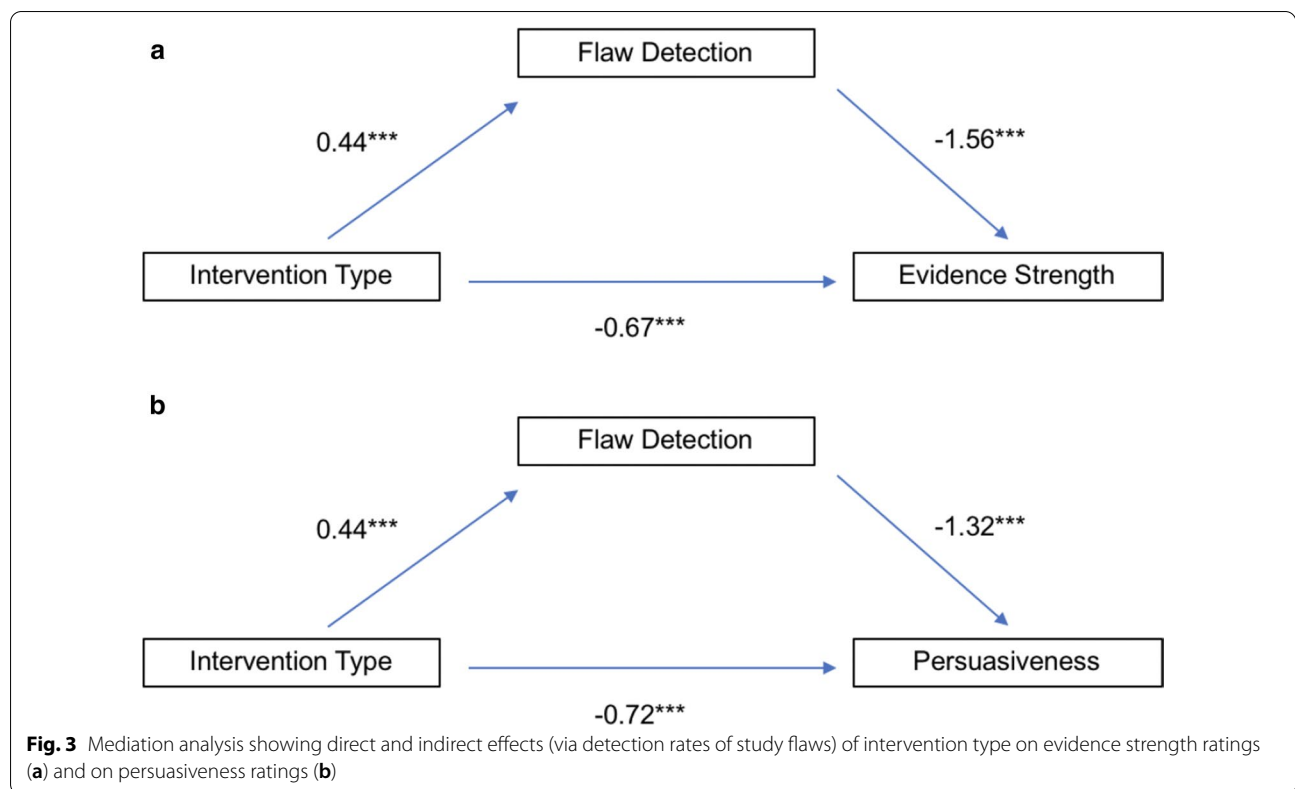 a
Flaw Detection
0.44***
-1.56***
Intervention Type
Evidence Strength
-0.67***
b
Flaw Detection
0.44***
-1.32***
Intervention Type
Persuasiveness
-0.72***
Fig. 3 Mediation analysis showing direct and indirect effects (via detection rates of study flaws) of intervention type on evidence strength ratings
(a) and on persuasiveness ratings (b)